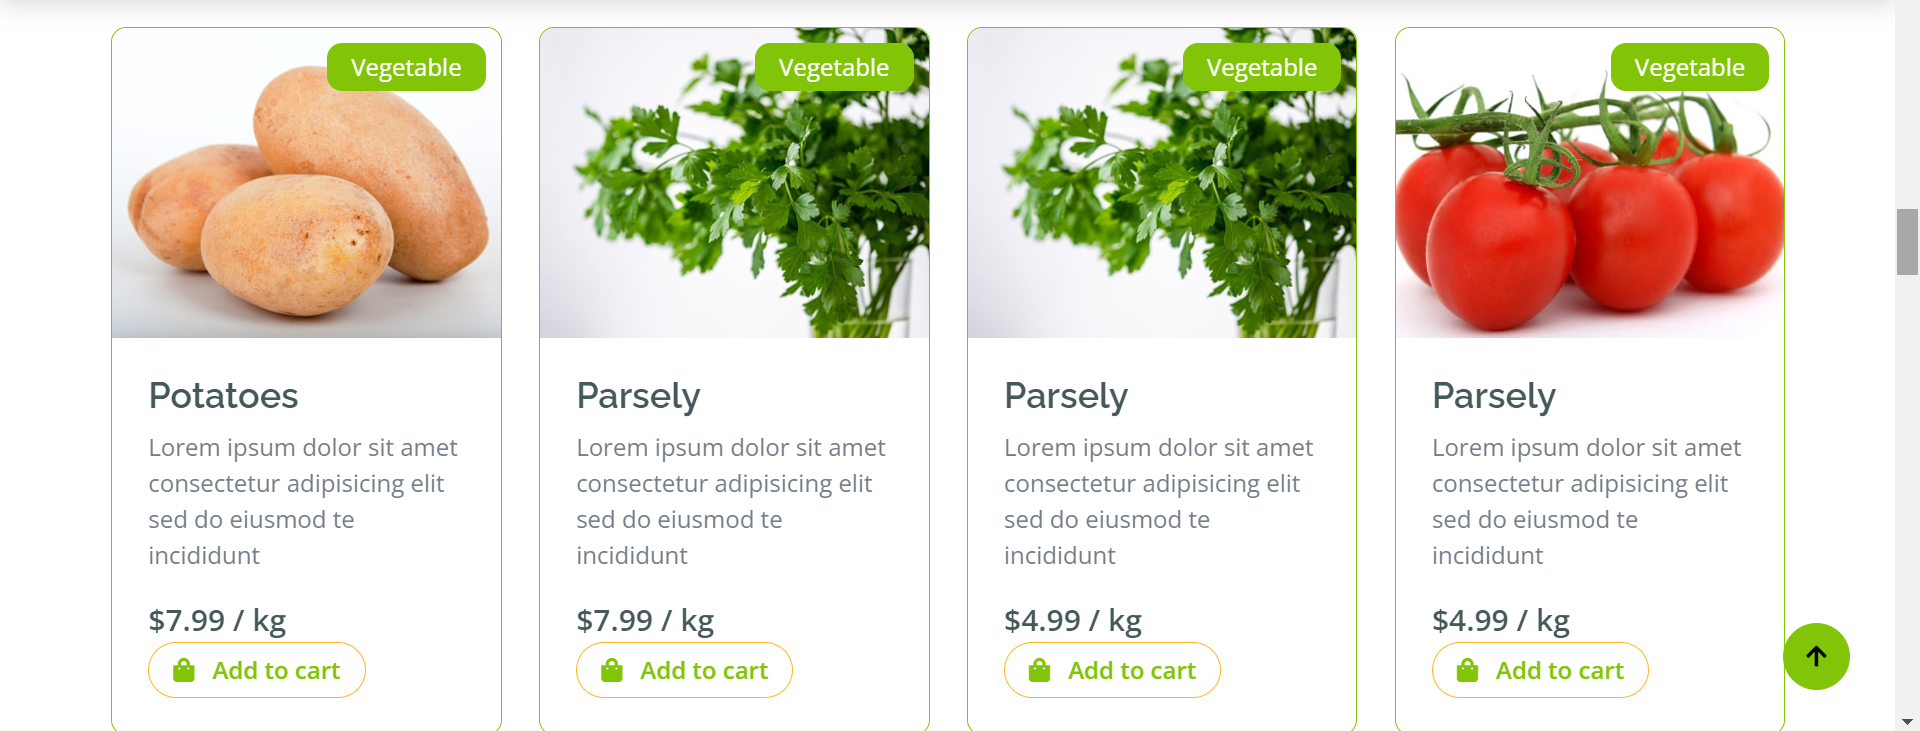 Vegetable
Potatoes
Lorem ipsum dolor sit amet
consectetur adipisicing elit
sed do eiusmod te
incididunt
$7.99 / kg
Add to cart
Vegetable
Parsely
Lorem ipsum dolor sit amet
consectetur adipisicing elit
sed do eiusmod te
incididunt
$7.99 / kg
Add to cart
Vegetable
Parsely
Lorem ipsum dolor sit amet
consectetur adipisicing elit
sed do eiusmod te
incididunt
$4.99 / kg
Add to cart
Vegetable
Parsely
Lorem ipsum dolor sit amet
consectetur adipisicing elit
sed do eiusmod te
incididunt
$4.99 / kg
Add to cart